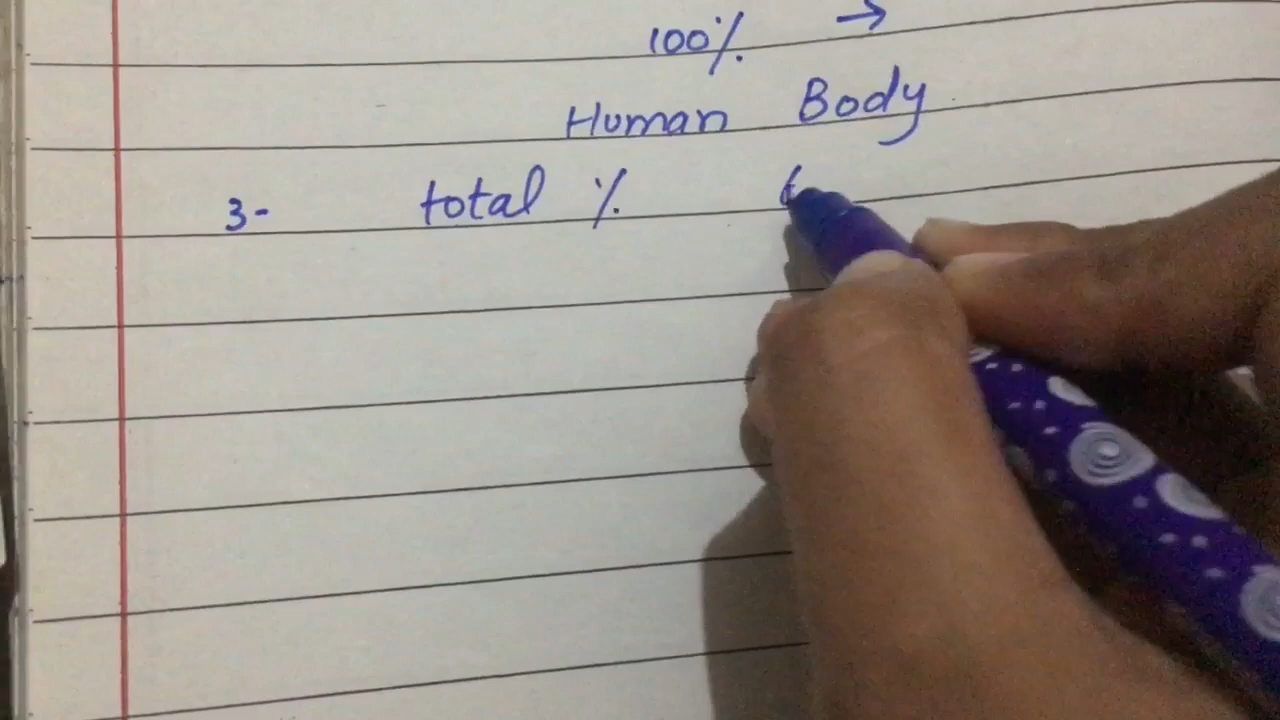 100% →
Human Body
3- total %